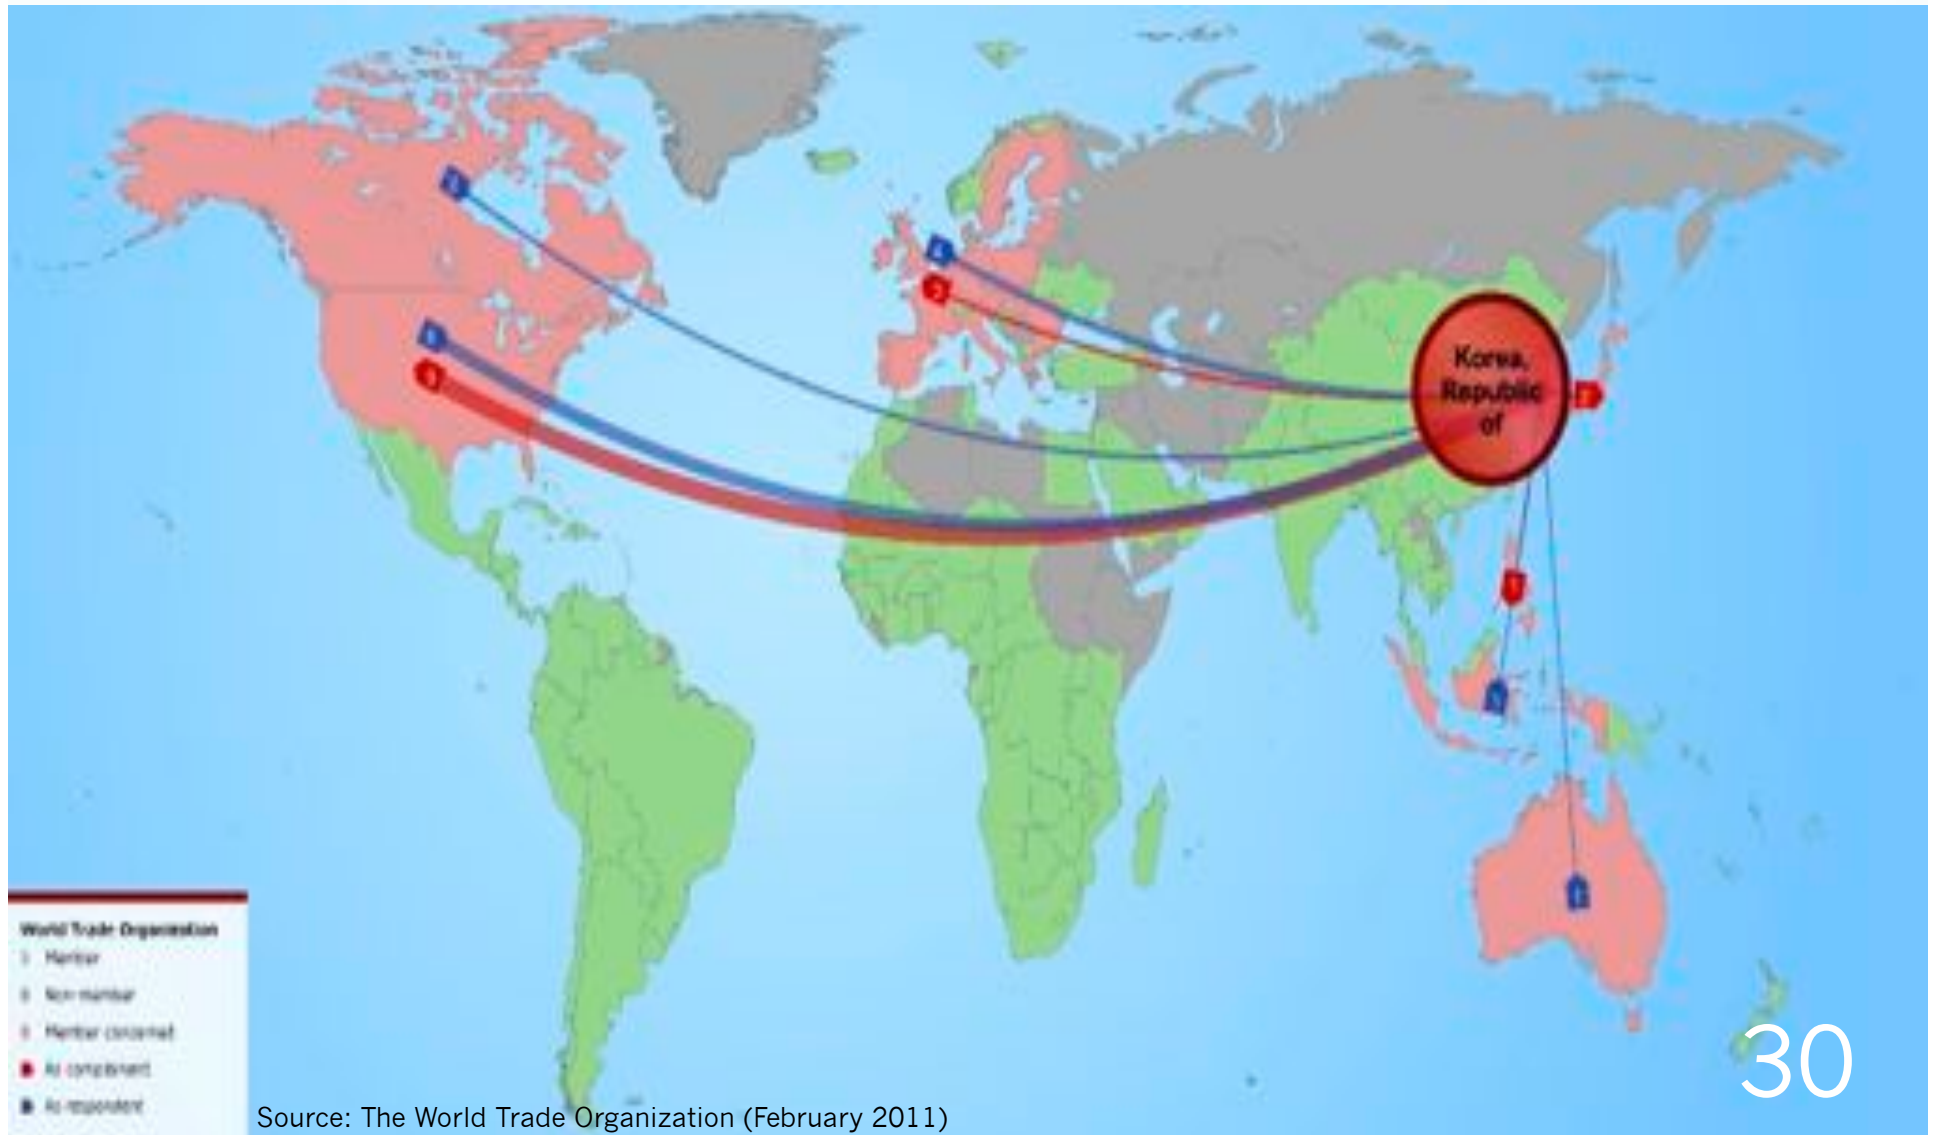 Korea,
Republic
of
World Trade Organization
Member
Non-member
Member concerned
As complainant
As respondent
30
Source: The World Trade Organization (February 2011)